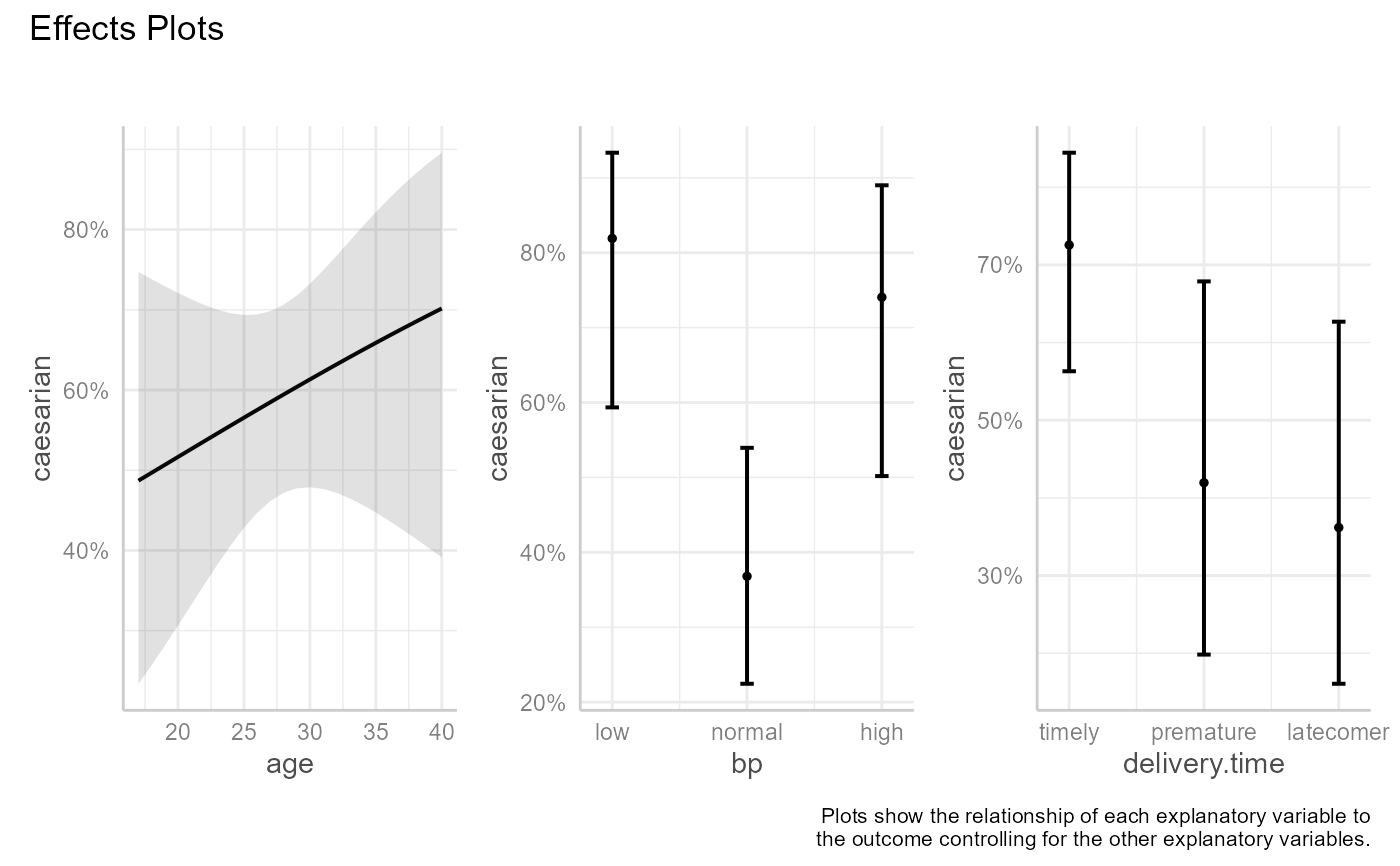 Effects Plots
caesarian
80%
60%
40%
20 25 30 35 40
age
caesarian
80%
60%
40%
20%
low normal high
bp
caesarian
70%
50%
30%
timely premature latecomer
delivery.time
Plots show the relationship of each explanatory variable to
the outcome controlling for the other explanatory variables.